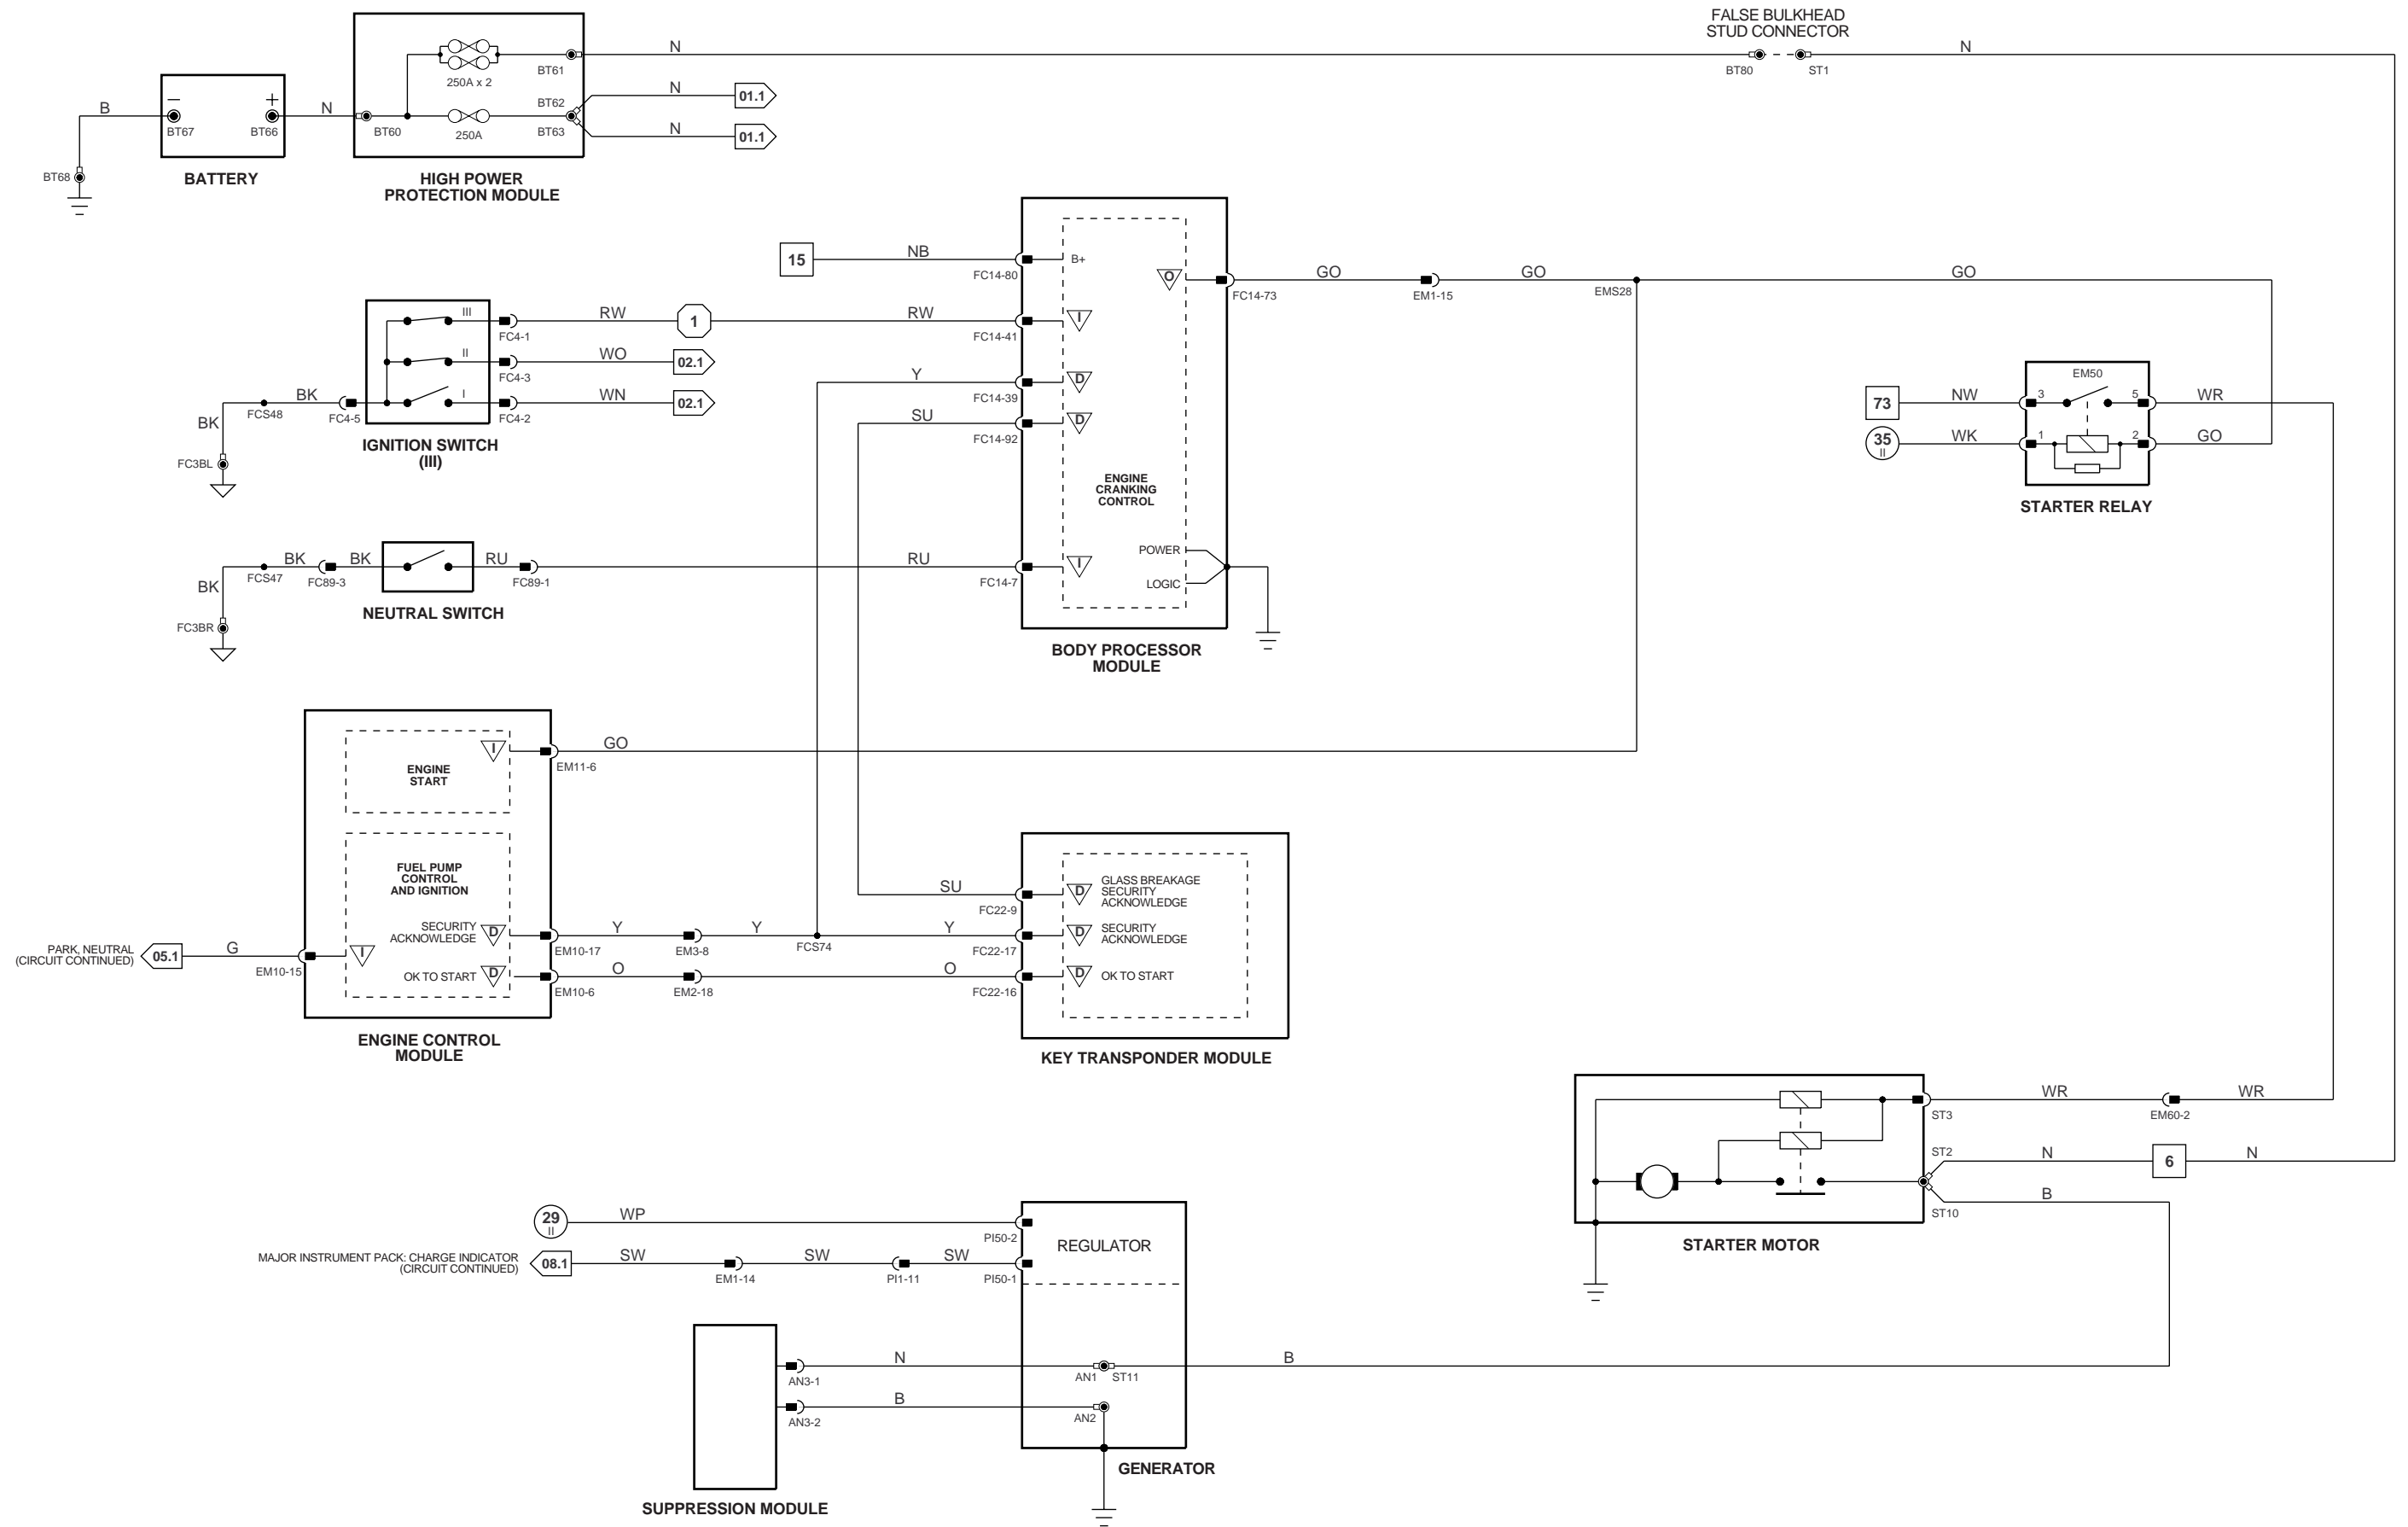 FALSE BULKHEAD
STUD CONNECTOR
N
N
BT61
250A x 2
BT80
ST1
BT62
N
01.1
B
−
+
N
BT67
BT66
BT60
250A
BT63
N
01.1
BT68
BATTERY
HIGH POWER
PROTECTION MODULE
15
NB
FC14-80
B+
O
FC14-73
GO
EM1-15
GO
EMS28
GO
III
FC4-1
RW
1
RW
FC14-41
I
II
FC4-3
WO
02.1
Y
FC14-39
D
BK
FCS48
BK
FC4-5
I
FC4-2
WN
02.1
SU
FC14-92
D
FC3BL
IGNITION SWITCH
(III)
ENGINE
CRANKING
CONTROL
EM50
73
NW
3
5
WR
35
II
WK
1
2
GO
STARTER RELAY
BK
FCS47
BK
FC89-3
BK
RU
FC89-1
RU
FC14-7
I
POWER
LOGIC
FC3BR
NEUTRAL SWITCH
BODY PROCESSOR
MODULE
ENGINE
START
I
EM11-6
GO
FUEL PUMP
CONTROL
AND IGNITION
SU
FC22-9
D
GLASS BREAKAGE
SECURITY
ACKNOWLEDGE
SECURITY
ACKNOWLEDGE
D
EM10-17
Y
EM3-8
Y
FCS74
Y
FC22-17
D
SECURITY
ACKNOWLEDGE
PARK, NEUTRAL
(CIRCUIT CONTINUED)
05.1
G
EM10-15
I
OK TO START
D
EM10-6
O
EM2-18
O
FC22-16
D
OK TO START
ENGINE CONTROL
MODULE
KEY TRANSPONDER MODULE
ST3
WR
EM60-2
WR
ST2
N
6
N
B
ST10
STARTER MOTOR
29
II
WP
PI50-2
REGULATOR
MAJOR INSTRUMENT PACK: CHARGE INDICATOR
(CIRCUIT CONTINUED)
08.1
SW
EM1-14
SW
PI1-11
SW
PI50-1
AN3-1
N
AN1
ST11
B
AN3-2
B
AN2
GENERATOR
SUPPRESSION MODULE